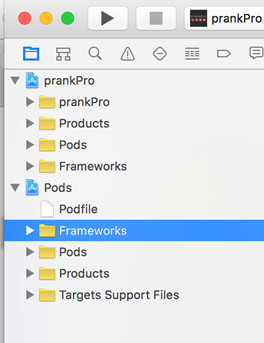 prankPro
prankPro
prankPro
Products
Pods
Frameworks
Pods
Podfile
Frameworks
Pods
Products
Targets Support Files